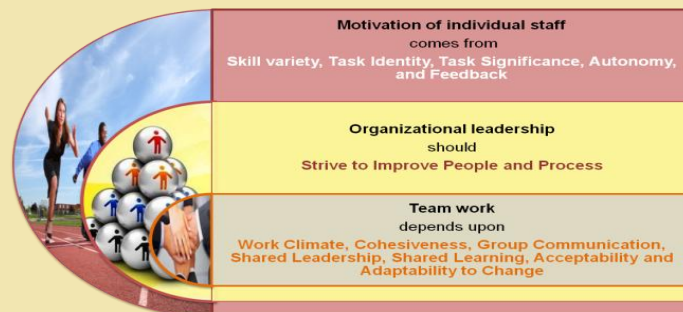 Motivation of individual staff
comes from
Skill variety, Task Identity, Task Significance, Autonomy,
and Feedback
Organizational leadership
should
Strive to Improve People and Process
Team work
depends upon
Work Climate, Cohesiveness, Group Communication,
Shared Leadership, Shared Learning, Acceptability and
Adaptability to Change